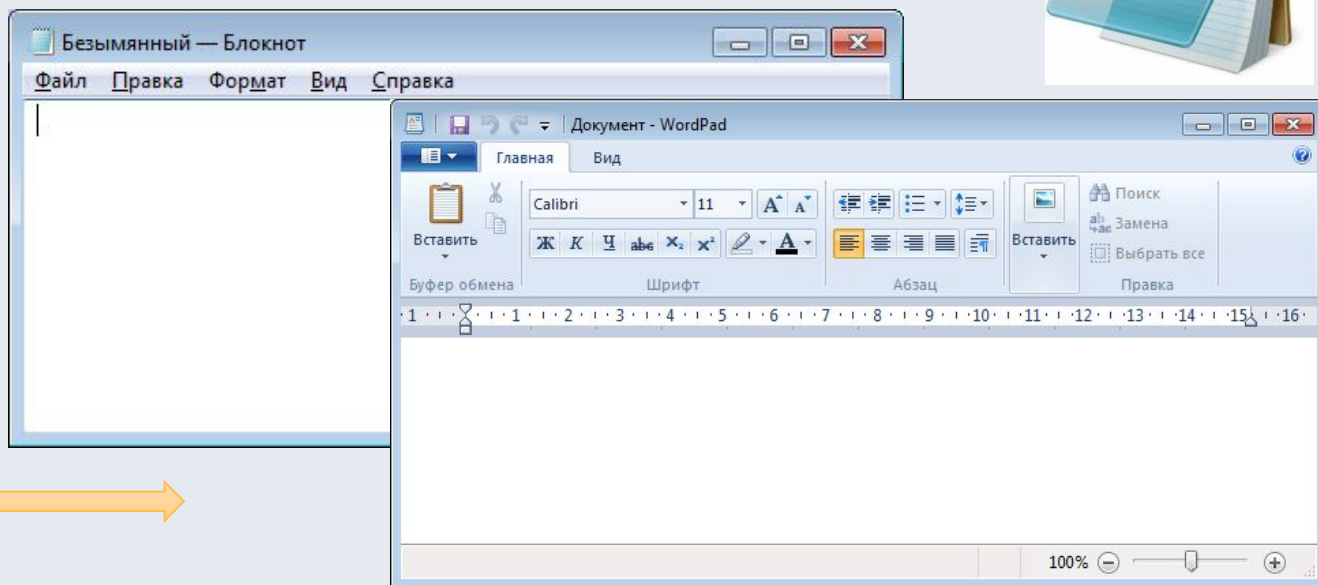 Безымянный — Блокнот
Файл Правка Формат Вид Справка
Документ - WordPad
Главная Вид
Вставить
Calibri 11 A A
Ж К Ч abc X₂ X² A
Вставить
Поиск
Замена
Выбрать все
Буфер обмена Шрифт Абзац Правка
1 1 2 3 4 5 6 7 8 9 10 11 12 13 14 15 16
100%